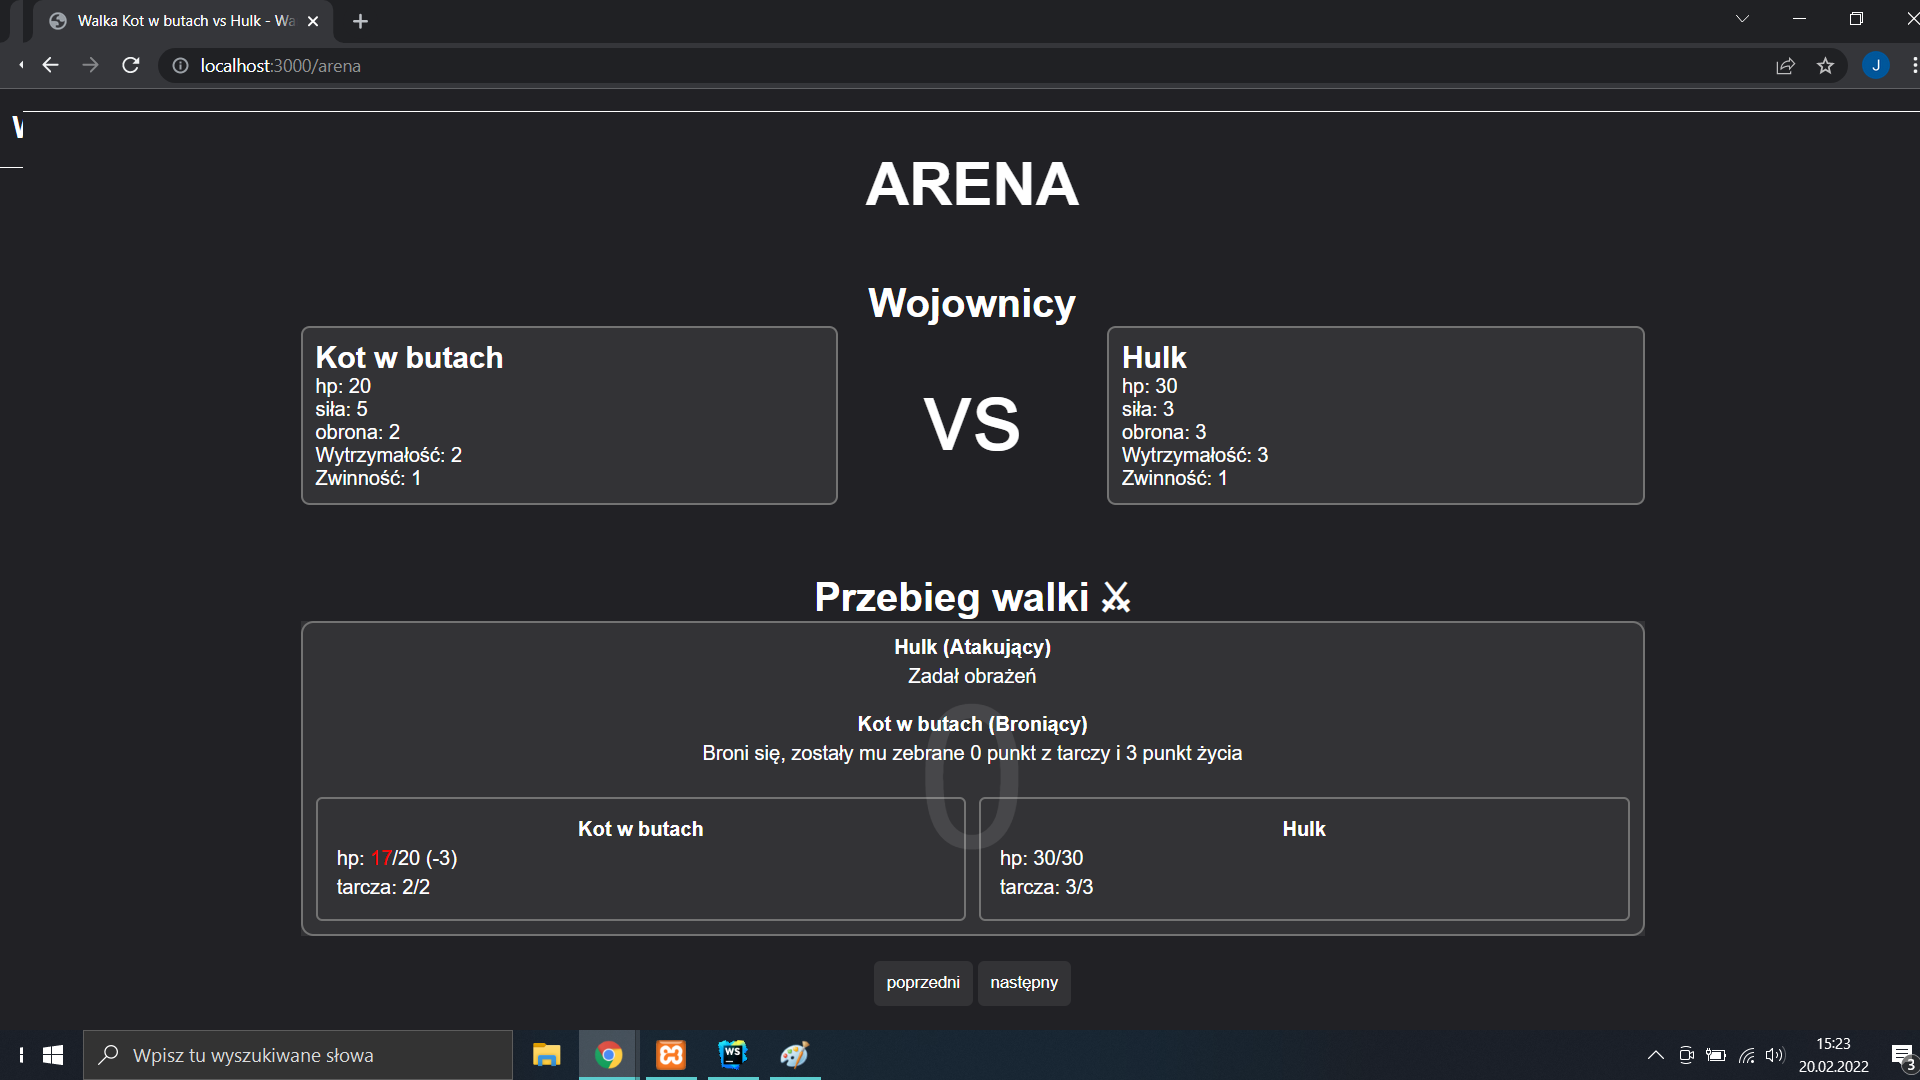 Walka Kot w butach vs Hulk - Wa
localhost:3000/arena
J
ARENA
Wojownicy
Kot w butach
hp: 20
siła: 5
obrona: 2
Wytrzymałość: 2
Zwinność: 1
VS
Hulk
hp: 30
siła: 3
obrona: 3
Wytrzymałość: 3
Zwinność: 1
Przebieg walki ⚔
Hulk (Atakujący)
Zadał obrażeń
Kot w butach (Broniący)
Broni się, zostały mu zebrane 0 punkt z tarczy i 3 punkt życia
0
Kot w butach
hp: 17/20 (-3)
tarcza: 2/2
Hulk
hp: 30/30
tarcza: 3/3
poprzedni
następny
Wpisz tu wyszukiwane słowa
WS
15:23
20.02.2022
3